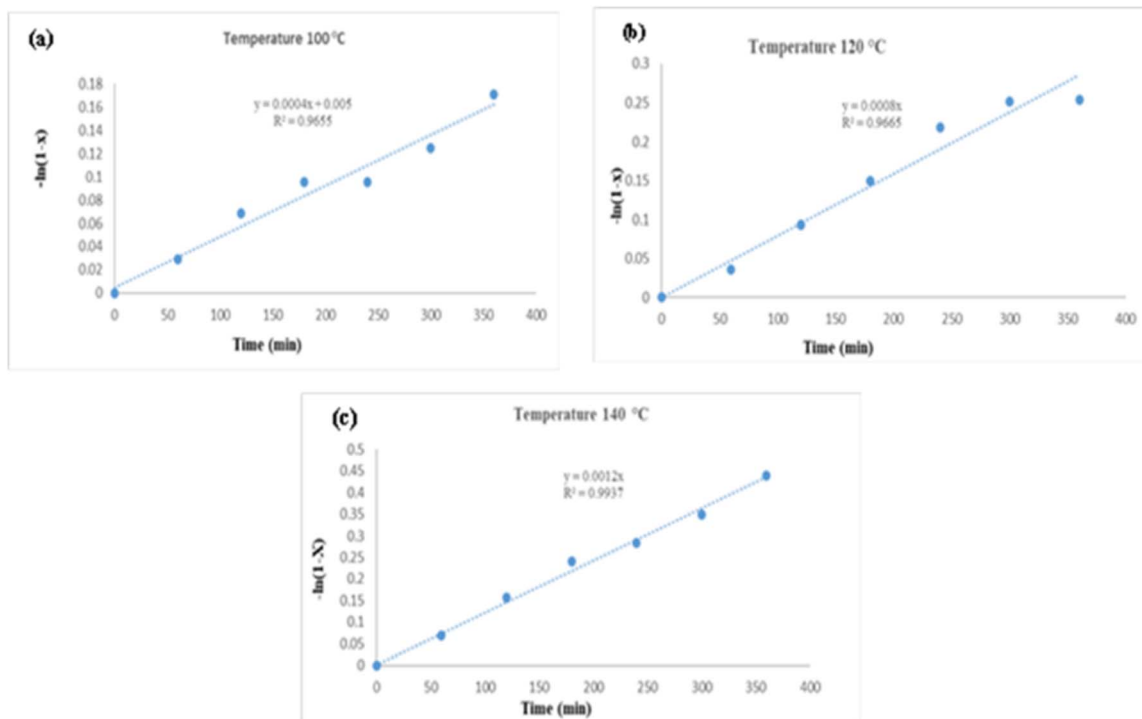 (a)
Temperature 100 °C
y = 0.0004x + 0.005
R² = 0.9655
-ln(1-x)
0.18
0.16
0.14
0.12
0.1
0.08
0.06
0.04
0.02
0
0 50 100 150 200 250 300 350 400
Time (min)
(b)
Temperature 120 °C
y = 0.0008x
R² = 0.9665
-ln(1-x)
0.3
0.25
0.2
0.15
0.1
0.05
0
0 50 100 150 200 250 300 350 400
Time (min)
(c)
Temperature 140 °C
y = 0.0012x
R² = 0.9937
-ln(1-X)
0.5
0.45
0.4
0.35
0.3
0.25
0.2
0.15
0.1
0.05
0
0 50 100 150 200 250 300 350 400
Time (min)